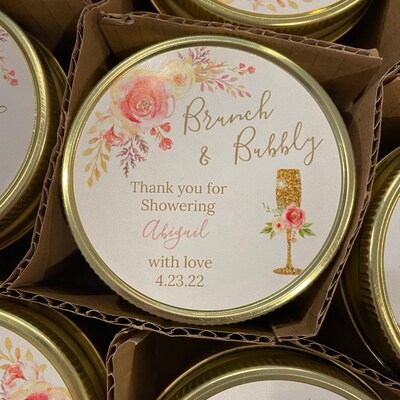 Brunch
& Bubbly
Thank you for
Showering
Abigail
with love
4.23.22